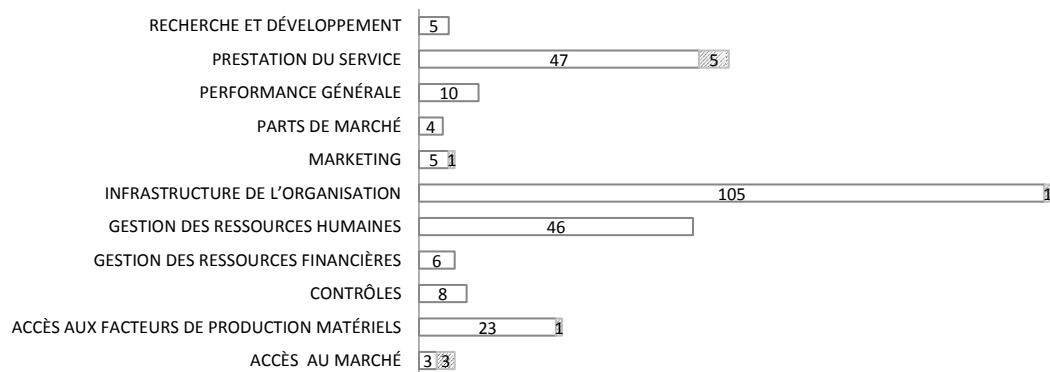 RECHERCHE ET DÉVELOPPEMENT 5
PRESTATION DU SERVICE 47 5
PERFORMANCE GÉNÉRALE 10
PARTS DE MARCHÉ 4
MARKETING 5 1
INFRASTRUCTURE DE L’ORGANISATION 105 1
GESTION DES RESSOURCES HUMAINES 46
GESTION DES RESSOURCES FINANCIÈRES 6
CONTRÔLES 8
ACCÈS AUX FACTEURS DE PRODUCTION MATÉRIELS 23 1
ACCÈS AU MARCHÉ 3 3